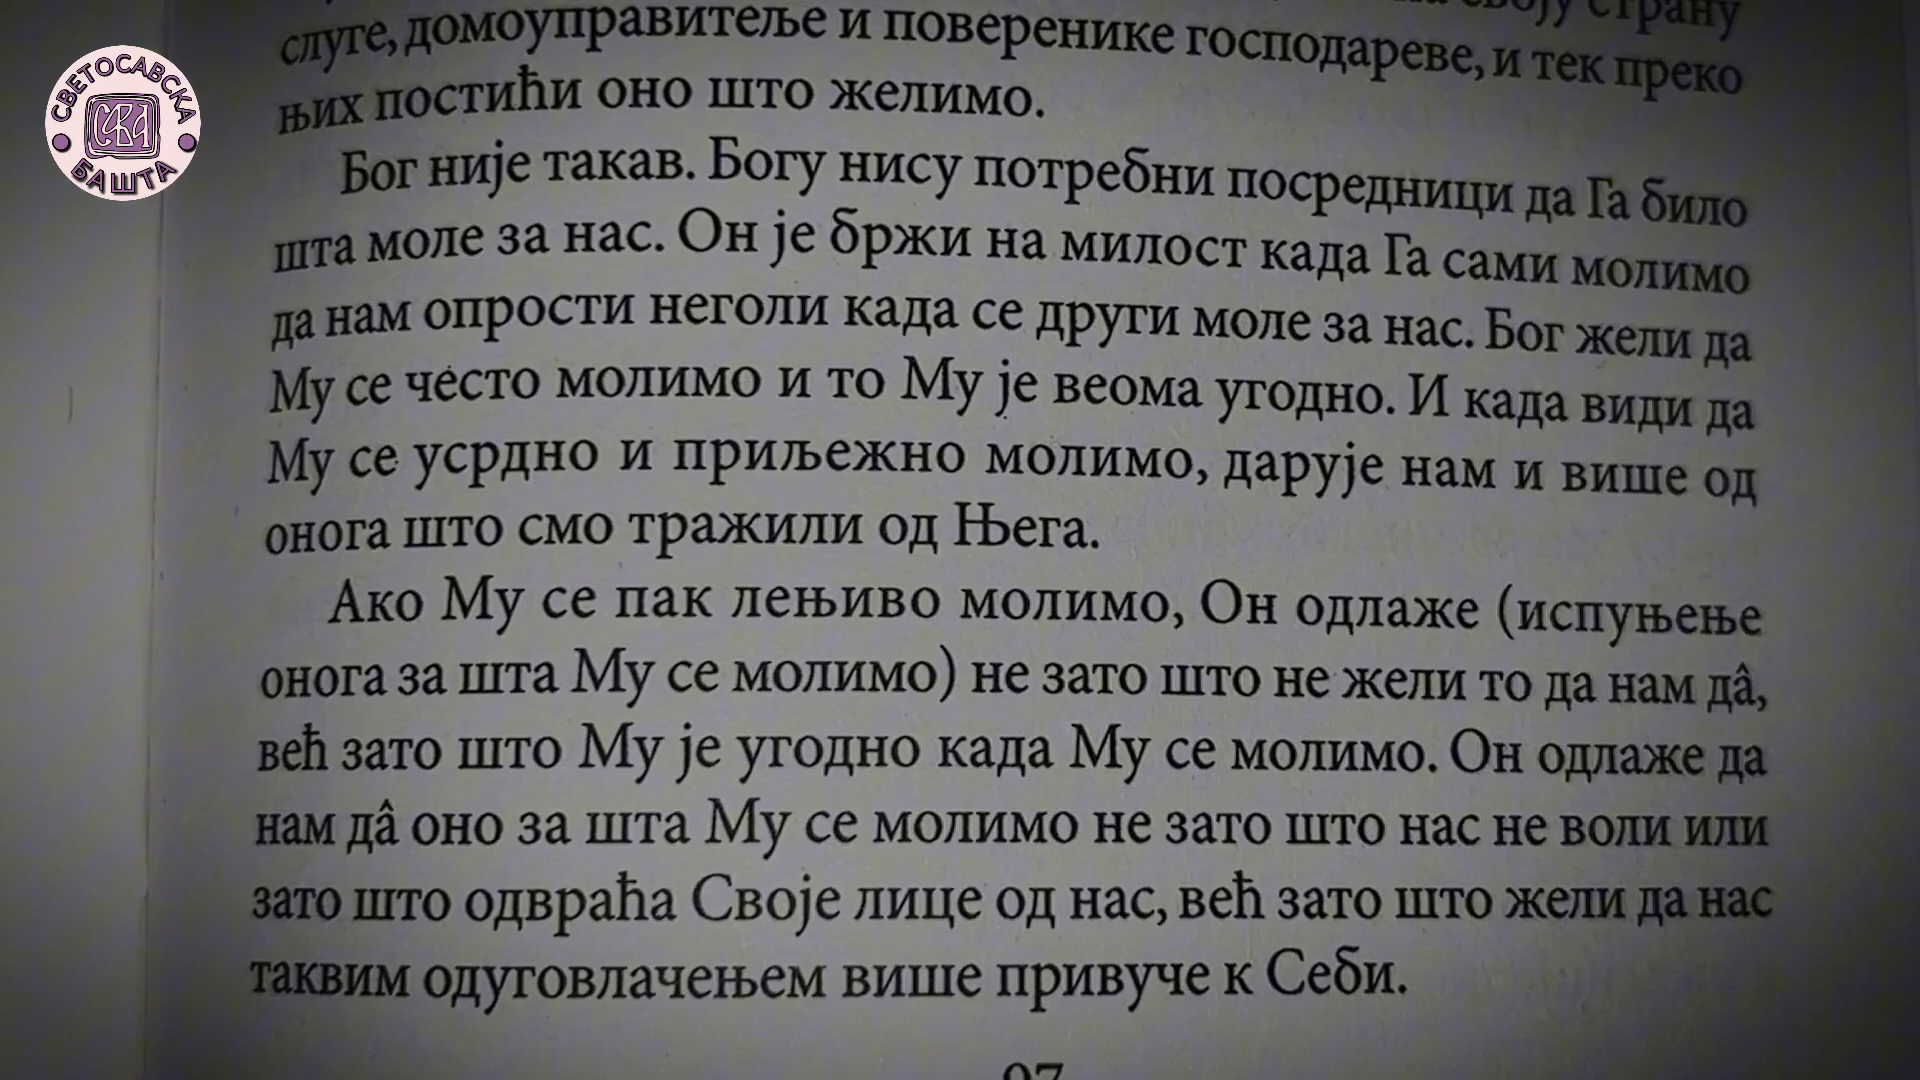 СВЕТОСАВСКА
БАШТА
своју страну
слуге, домоуправитеље и поверенике господареве, и тек преко
њих постићи оно што желимо.
Бог није такав. Богу нису потребни посредници да Га било
шта моле за нас. Он је бржи на милост када Га сами молимо
да нам опрости неголи када се други моле за нас. Бог жели да
Му се често молимо и то Му је веома угодно. И када види да
Му се усрдно и приљежно молимо, дарује нам и више од
онога што смо тражили од Њега.
Ако Му се пак лењиво молимо, Он одлаже (испуњење
онога за шта Му се молимо) не зато што не жели то да нам дâ,
већ зато што Му је угодно када Му се молимо. Он одлаже да
нам дâ оно за шта Му се молимо не зато што нас не воли или
зато што одвраћа Своје лице од нас, већ зато што жели да нас
таквим одуговлачењем више привуче к Себи.